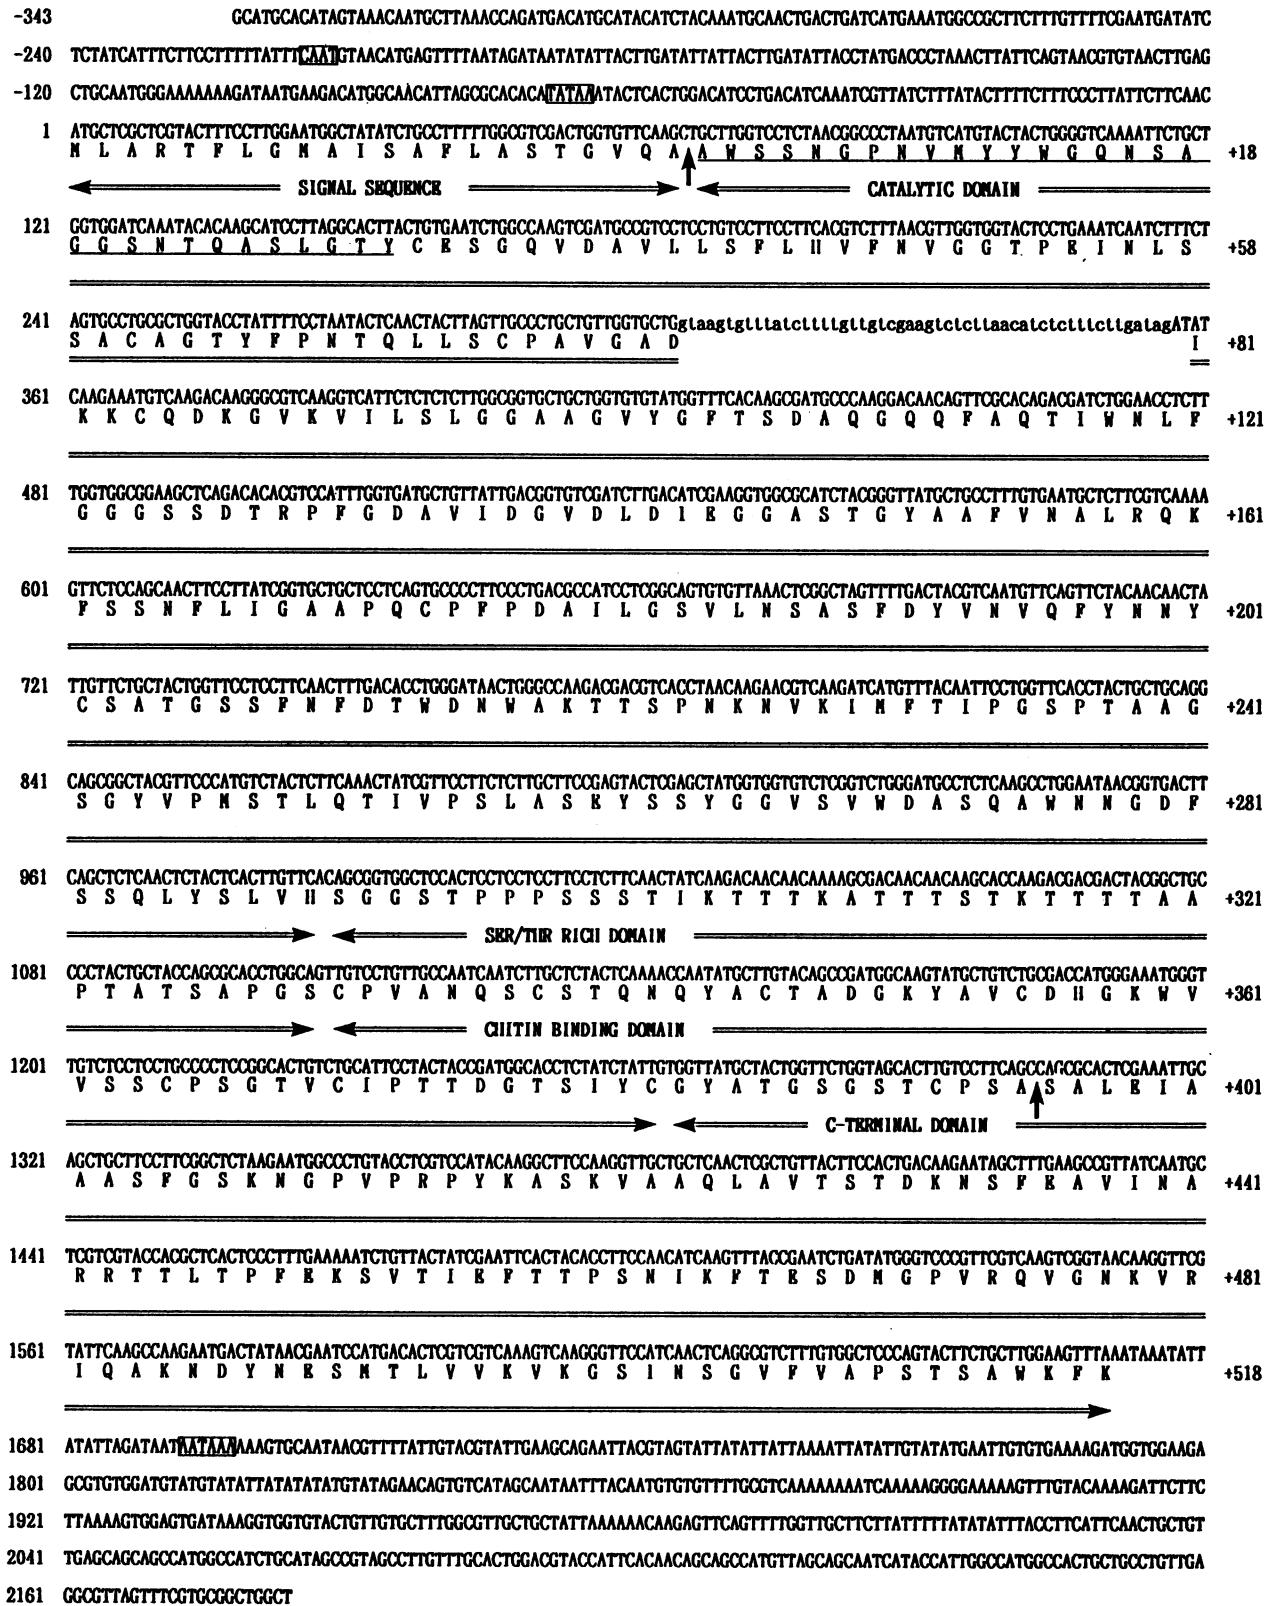 -343 GCATGCACATAGTAAACAATGCTTAAACCAGATGACATGCATACATCTACAAATGCAACTGACTGATCATGAAATGGCCGCTTCTTTGTTTTCGAATGATATC
-240 TCTATCATTTCTTCCTTTTTATTTCAATGTAACATGAGTTTTAATAGATAATATATTACTTGATATTATTACTTGATATTACCTATGACCCTAAACTTATTCAGTAACGTGTAACTTGAG
-120 CTGCAATGGGAAAAAAAGATAATGAAGACATGGCAACATTAGCGCACACATATAAATACTCACTGGACATCCTGACATCAAATCGTTATCTTTATACTTTTCTTTCCCTTATTCTTCAAC
1 ATGCTCGCTCGTACTTTCCTTGGAATGGCTATATCTGCCTTTTTGGCGTCGACTGGTGTTCAAGCTGCTTGGTCCTCTAACGGCCCTAATGTCATGTACTACTGGGGTCAAAATTCTGCT
M L A R T F L G M A I S A F L A S T G V Q A A W S S N G P N V M Y Y W G Q N S A +18
SIGNAL SEQUENCE CATALYTIC DOMAIN
121 GGTGGATCAAATACACAAGCATCCTTAGGCACTTACTGTGAATCTGGCCAAGTCGATGCCGTCCTCCTGTCCTTCCTTCACGTCTTTAACGTTGGTGGTACTCCTGAAATCAATCTTTCT
G G S N T Q A S L G T Y C E S G Q V D A V L L S F L H V F N V G G T P E I N L S +58
241 AGTGCCTGCGCTGGTACCTATTTTCCTAATACTCAACTACTTAGTTGCCCTGCTGTTGGTGCTGgtaagtgtttatcttttgttgtcgaagtctcttaacatctctttcttgatagATAT
S A C A G T Y F P N T Q L L S C P A V G A D I +81
361 CAAGAAATGTCAAGACAAGGGCGTCAAGGTCATTCTCTCTCTTGGCGGTGCTGCTGGTGTGTATGGTTTCACAAGCGATGCCCAAGGACAACAGTTCGCACAGACGATCTGGAACCTCTT
K K C Q D K G V K V I L S L G G A A G V Y G F T S D A Q G Q Q F A Q T I W N L F +121
481 TGGTGGCGGAAGCTCAGACACACGTCCATTTGGTGATGCTGTTATTGACGGTGTCGATCTTGACATCGAAGGTGGCGCATCTACGGGTTATGCTGCCTTTGTGAATGCTCTTCGTCAAAA
G G G S S D T R P F G D A V I D G V D L D I E G G A S T G Y A A F V N A L R Q K +161
601 GTTCTCCAGCAACTTCCTTATCGGTGCTGCTCCTCAGTGCCCCTTCCCTGACGCCATCCTCGGCAGTGTGTTAAACTCGGCTAGTTTTGACTACGTCAATGTTCAGTTCTACAACAACTA
F S S N F L I G A A P Q C P F P D A I L G S V L N S A S F D Y V N V Q F Y N N Y +201
721 TTGTTCTGCTACTGGTTCCTCCTTCAACTTTGACACCTGGGATAACTGGGCCAAGACGACGTCACCTAACAAGAACGTCAAGATCATGTTTACAATTCCTGGTTCACCTACTGCTGCAGG
C S A T G S S F N F D T W D N W A K T T S P N K N V K I M F T I P G S P T A A G +241
841 CAGCGGCTACGTTCCCATGTCTACTCTTCAAACTATCGTTCCTTCTCTTGCTTCCGAGTACTCGAGCTATGGTGGTGTCTCGGTCTGGGATGCCTCTCAAGCCTGGAATAACGGTGACTT
S G Y V P M S T L Q T I V P S L A S E Y S S Y G G V S V W D A S Q A W N N G D F +281
961 CAGCTCTCAACTCTACTCACTTGTTCACAGCGGTGGCTCCACTCCTCCTCCTTCCTCTTCAACTATCAAGACAACAACAAAAGCGACAACAACAAGCACCAAGACGACGACTACGGCTGC
S S Q L Y S L V H S G G S T P P P S S S T I K T T T K A T T T S T K T T T T A A +321
SER/THR RICH DOMAIN
1081 CCCTACTGCTACCAGCGCACCTGGCAGTTGTCCTGTTGCCAATCAATCTTGCTCTACTCAAAACCAATATGCTTGTACAGCCGATGGCAAGTATGCTGTCTGCGACCATGGGAAATGGGT
P T A T S A P G S C P V A N Q S C S T Q N Q Y A C T A D G K Y A V C D H G K W V +361
CHITIN BINDING DOMAIN
1201 TGTCTCCTCCTGCCCCTCCGGCACTGTCTGCATTCCTACTACCGATGGCACCTCTATCTATTGTGGTTATGCTACTGGTTCTGGTAGCACTTGTCCTTCAGCCAGCGCACTCGAAATTGC
V S S C P S G T V C I P T T D G T S I Y C G Y A T G S G S T C P S A S A L E I A +401
C-TERMINAL DOMAIN
1321 AGCTGCTTCCTTCGGCTCTAAGAATGGCCCTGTACCTCGTCCATACAAGGCTTCCAAGGTTGCTGCTCAACTCGCTGTTACTTCCACTGACAAGAATAGCTTTGAAGCCGTTATCAATGC
A A S F G S K N G P V P R P Y K A S K V A A Q L A V T S T D K N S F E A V I N A +441
1441 TCGTCGTACCACGCTCACTCCCTTTGAAAAATCTGTTACTATCGAATTCACTACACCTTCCAACATCAAGTTTACCGAATCTGATATGGGTCCCGTTCGTCAAGTCGGTAACAAGGTTCG
R R T T L T P F E K S V T I E F T T P S N I K F T E S D M G P V R Q V G N K V R +481
1561 TATTCAAGCCAAGAATGACTATAACGAATCCATGACACTCGTCGTCAAAGTCAAGGGTTCCATCAACTCAGGCGTCTTTGTGGCTCCCAGTACTTCTGCTTGGAAGTTTAAATAAATATT
I Q A K N D Y N E S M T L V V K V K G S I N S G V F V A P S T S A W K F K +518
1681 ATATTAGATAATAATAAAAAAGTGCAATAACGTTTTATTGTACGTATTGAAGCAGAATTACGTAGTATTATATTATTAAAATTATATTGTATATGAATTGTGTGAAAAGATGGTGGAAGA
1801 GCGTGTGGATGTATGTATATTATATATATGTATAGAACAGTGTCATAGCAATAATTTACAATGTGTGTTTTGCGTCAAAAAAAATCAAAAAGGGGAAAAAGTTTGTACAAAAGATTCTTC
1921 TTAAAAGTGGAGTGATAAAGGTGGTGTACTGTTGTGCTTTGGCGTTGCTGCTATTAAAAAACAAGAGTTCAGTTTTGGTTGCTTCTTATTTTTATATATTTACCTTCATTCAACTGCTGT
2041 TGAGCAGCAGCCATGGCCATCTGCATAGCCGTAGCCTTGTTTGCACTGGACGTACCATTCACAACAGCAGCCATGTTAGCAGCAATCATACCATTGGCCATGGCCACTGCTGCCTGTTGA
2161 GGCGTTAGTTTCGTGCGGCTGGCT